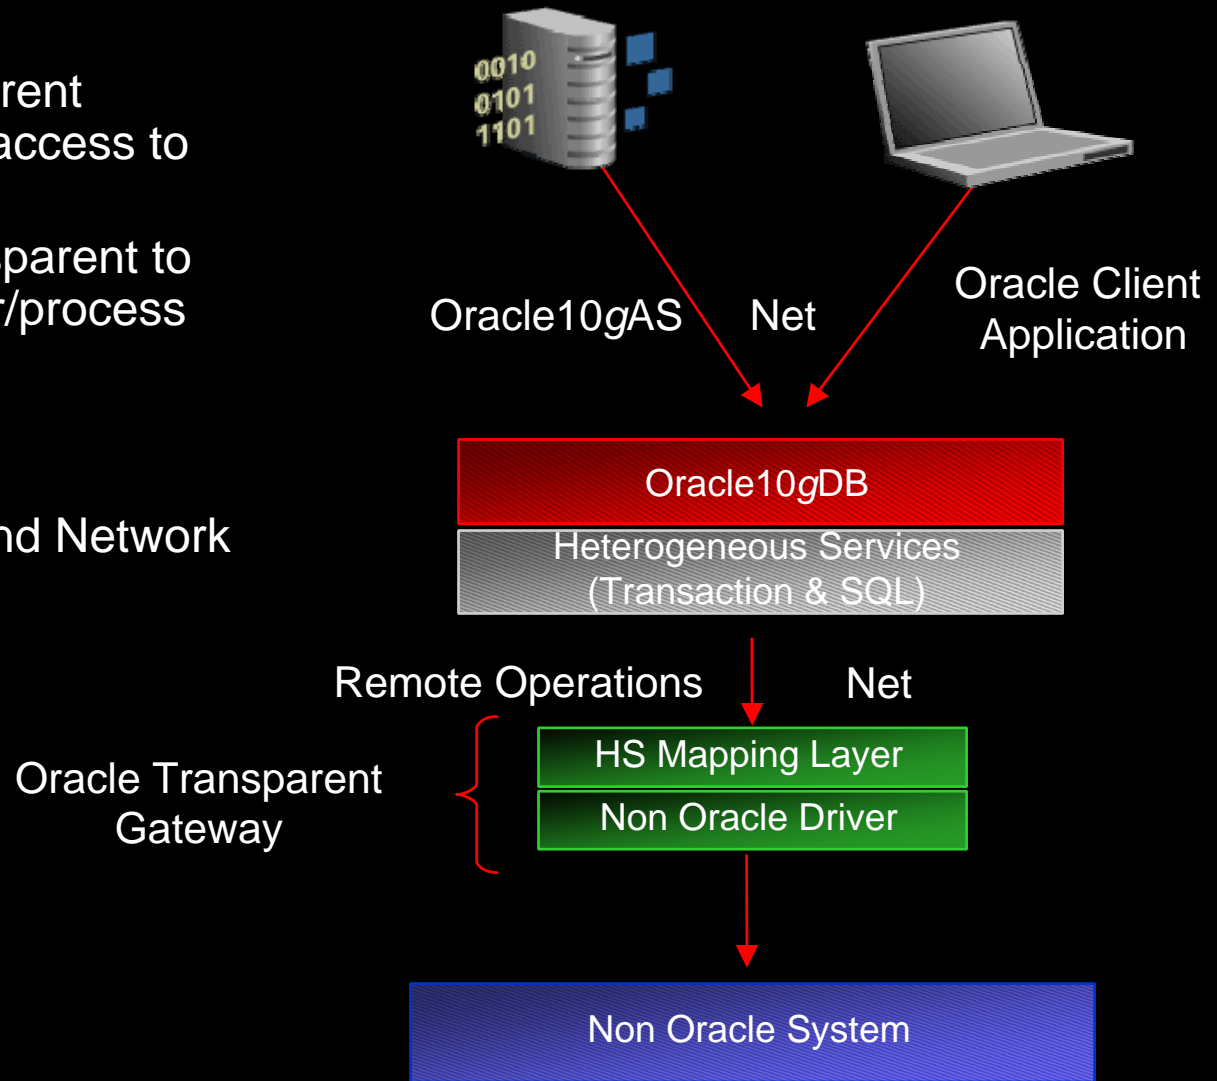 0010
0101
1101
rent
access to
sparent to
r/process
Oracle10gAS
Net
Oracle Client
Application
Oracle10gDB
nd Network
Heterogeneous Services
(Transaction & SQL)
Remote Operations
Net
HS Mapping Layer
Oracle Transparent
Gateway
Non Oracle Driver
Non Oracle System